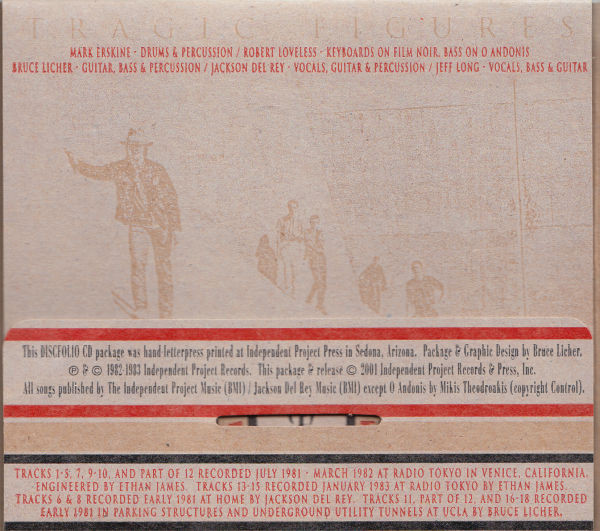 TRAGIC FIGURES
MARK ERSKINE · DRUMS & PERCUSSION / ROBERT LOVELESS · KEYBOARDS ON FILM NOIR, BASS ON O ANDONIS
BRUCE LICHER · GUITAR, BASS & PERCUSSION / JACKSON DEL REY · VOCALS, GUITAR & PERCUSSION / JEFF LONG · VOCALS, BASS & GUITAR
This DISCFOLIO CD package was hand-letterpress printed at Independent Project Press in Sedona, Arizona. Package & Graphic Design by Bruce Licher.
℗ & © 1982-1983 Independent Project Records. This package & release © 2001 Independent Project Records & Press, Inc.
All songs published by The Independent Project Music (BMI) / Jackson Del Rey Music (BMI) except O Andonis by Mikis Theodroakis (copyright Control).
TRACKS 1-5, 7, 9-10, AND PART OF 12 RECORDED JULY 1981 · MARCH 1982 AT RADIO TOKYO IN VENICE, CALIFORNIA.
ENGINEERED BY ETHAN JAMES. TRACKS 13-15 RECORDED JANUARY 1983 AT RADIO TOKYO BY ETHAN JAMES.
TRACKS 6 & 8 RECORDED EARLY 1981 AT HOME BY JACKSON DEL REY. TRACKS 11, PART OF 12, AND 16-18 RECORDED
EARLY 1981 IN PARKING STRUCTURES AND UNDERGROUND UTILITY TUNNELS AT UCLA BY BRUCE LICHER.